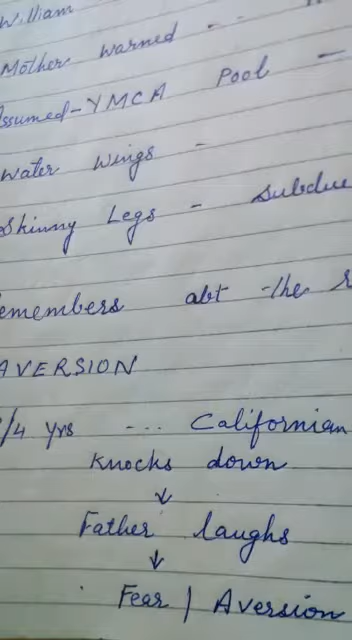 William - -
Mother warned - -
Assumed-YMCA Pool -
water wings -
Skinny Legs - subdue
emembers abt the
AVERSION
/4 yrs ... Californian
Knocks down
↓
Father laughs
↓
Fear | Aversion